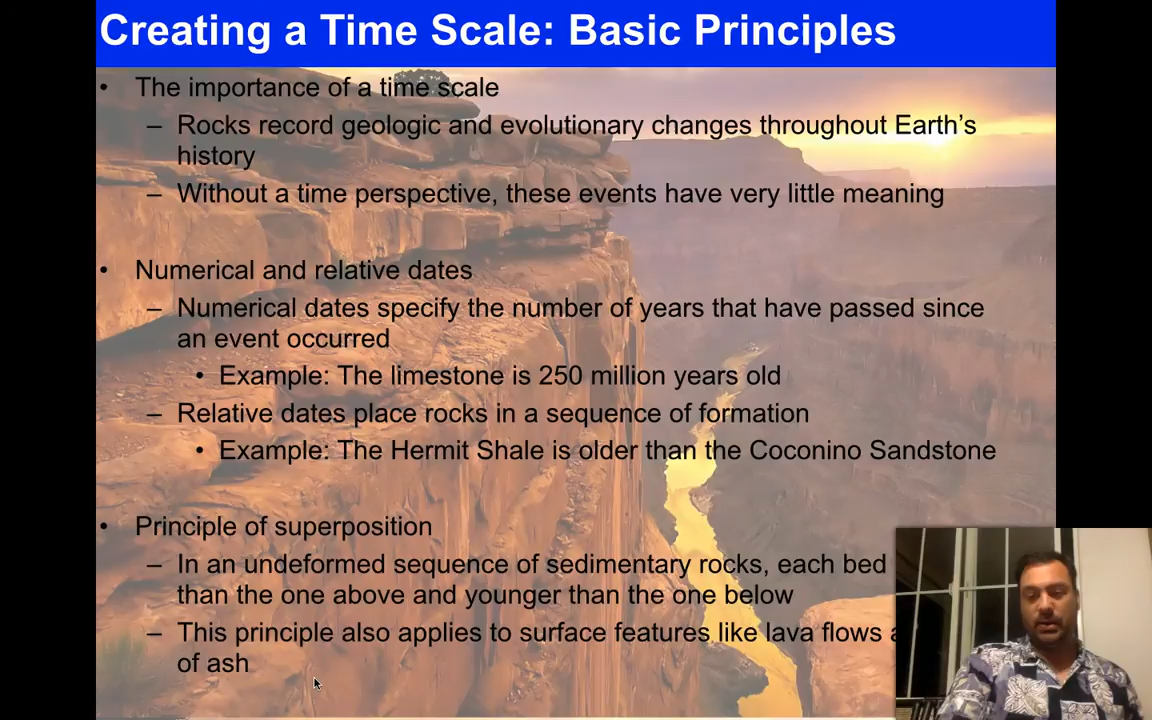 Creating a Time Scale: Basic Principles
• The importance of a time scale
– Rocks record geologic and evolutionary changes throughout Earth’s
history
– Without a time perspective, these events have very little meaning
• Numerical and relative dates
– Numerical dates specify the number of years that have passed since
an event occurred
• Example: The limestone is 250 million years old
– Relative dates place rocks in a sequence of formation
• Example: The Hermit Shale is older than the Coconino Sandstone
• Principle of superposition
– In an undeformed sequence of sedimentary rocks, each bed
than the one above and younger than the one below
– This principle also applies to surface features like lava flows
of ash